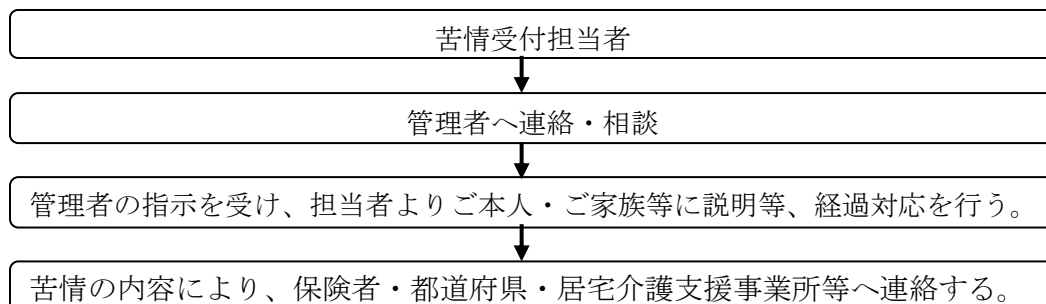 苦情受付担当者
管理者へ連絡・相談
管理者の指示を受け、担当者よりご本人・ご家族等に説明等、経過対応を行う。
苦情の内容により、保険者・都道府県・居宅介護支援事業所等へ連絡する。